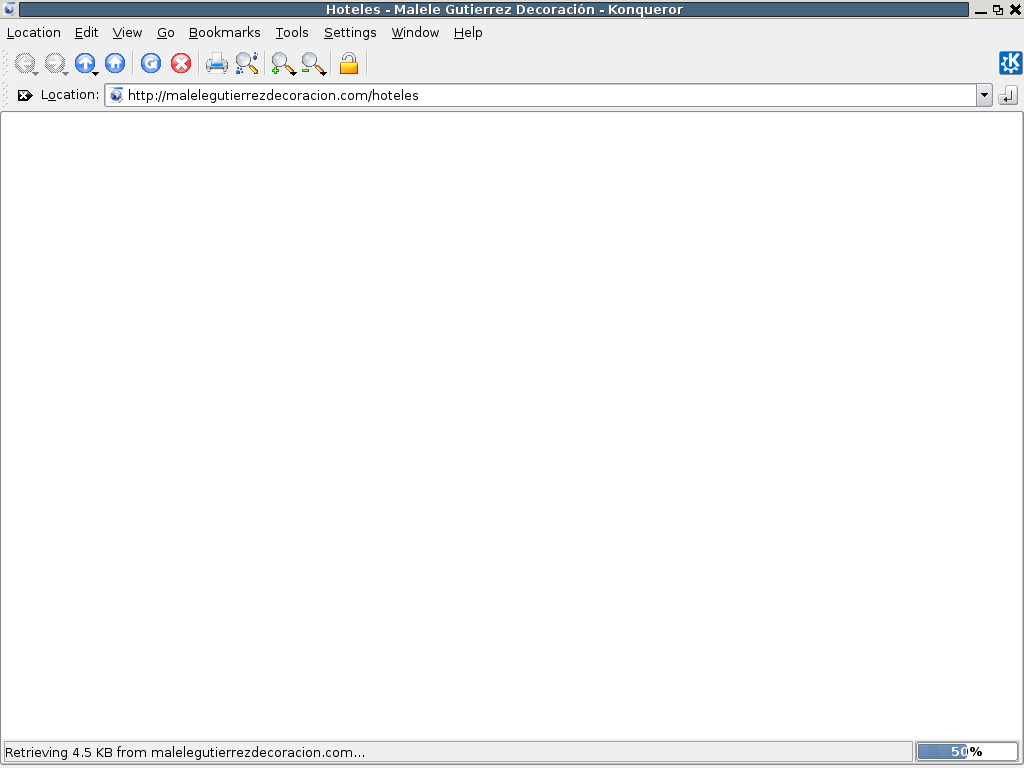 Hoteles - Malele Gutierrez Decoración - Konqueror
Location Edit View Go Bookmarks Tools Settings Window Help
Location: http://malelegutierrezdecoracion.com/hoteles
Retrieving 4.5 KB from malelegutierrezdecoracion.com... 50%